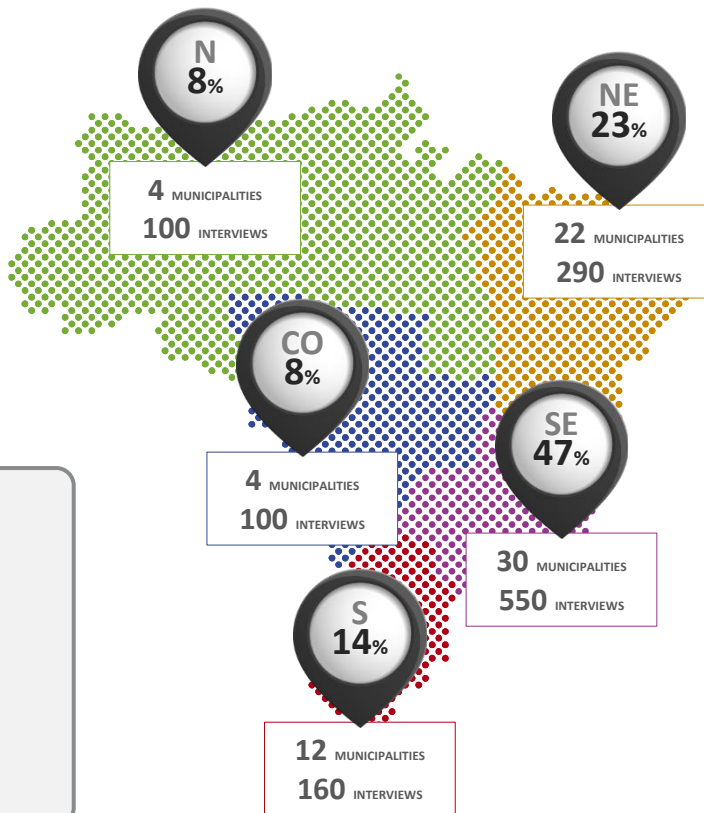 N
8%
4 MUNICIPALITIES
100 INTERVIEWS
NE
23%
22 MUNICIPALITIES
290 INTERVIEWS
CO
8%
4 MUNICIPALITIES
100 INTERVIEWS
SE
47%
30 MUNICIPALITIES
550 INTERVIEWS
S
14%
12 MUNICIPALITIES
160 INTERVIEWS